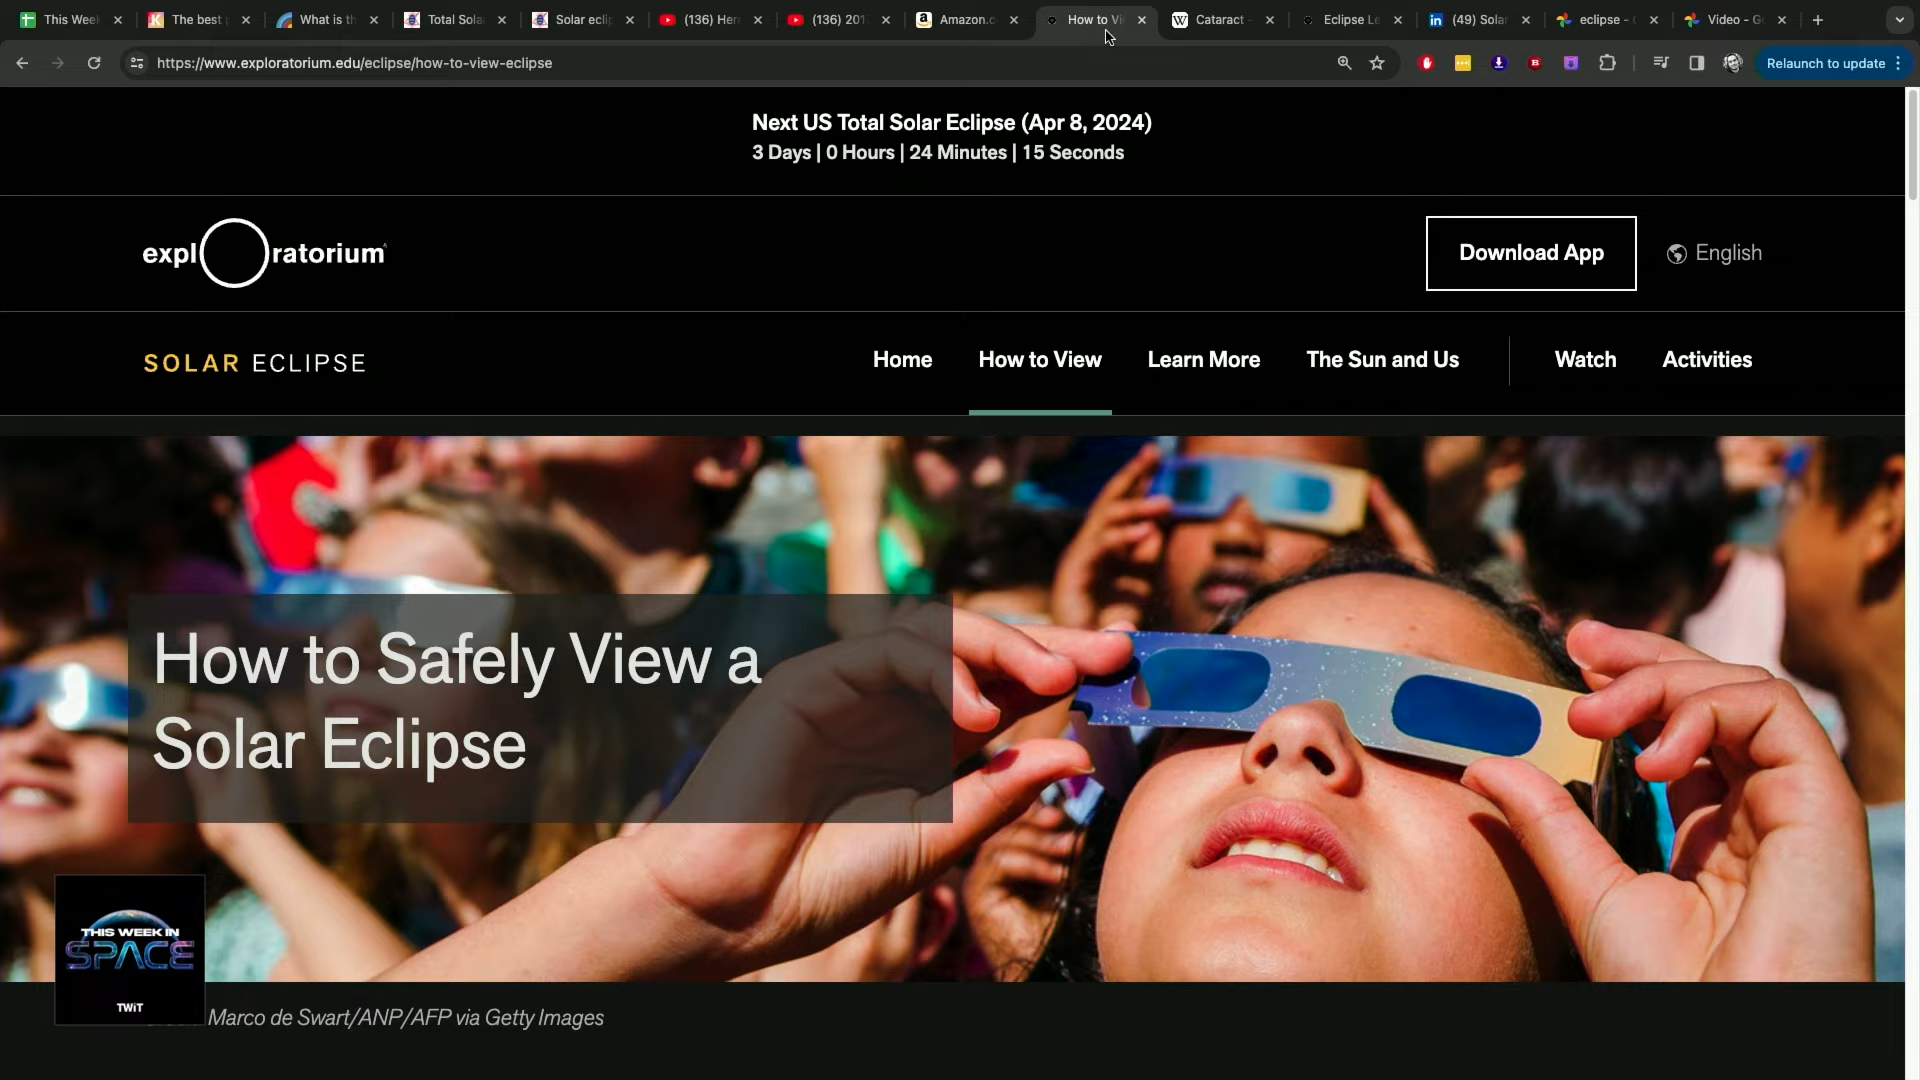 This Week
The best
What is th
Total Sola
Solar eclip
(136) Her
(136) 201
Amazon.c
How to Vi
Cataract -
Eclipse Le
(49) Solar
eclipse -
Video - G
https://www.exploratorium.edu/eclipse/how-to-view-eclipse
Relaunch to update
Next US Total Solar Eclipse (Apr 8, 2024)
3 Days | 0 Hours | 24 Minutes | 15 Seconds
expl ratorium
Download App
English
SOLAR ECLIPSE
Home
How to View
Learn More
The Sun and Us
Watch
Activities
How to Safely View a
Solar Eclipse
THIS WEEK IN
SPACE
TWiT
Marco de Swart/ANP/AFP via Getty Images